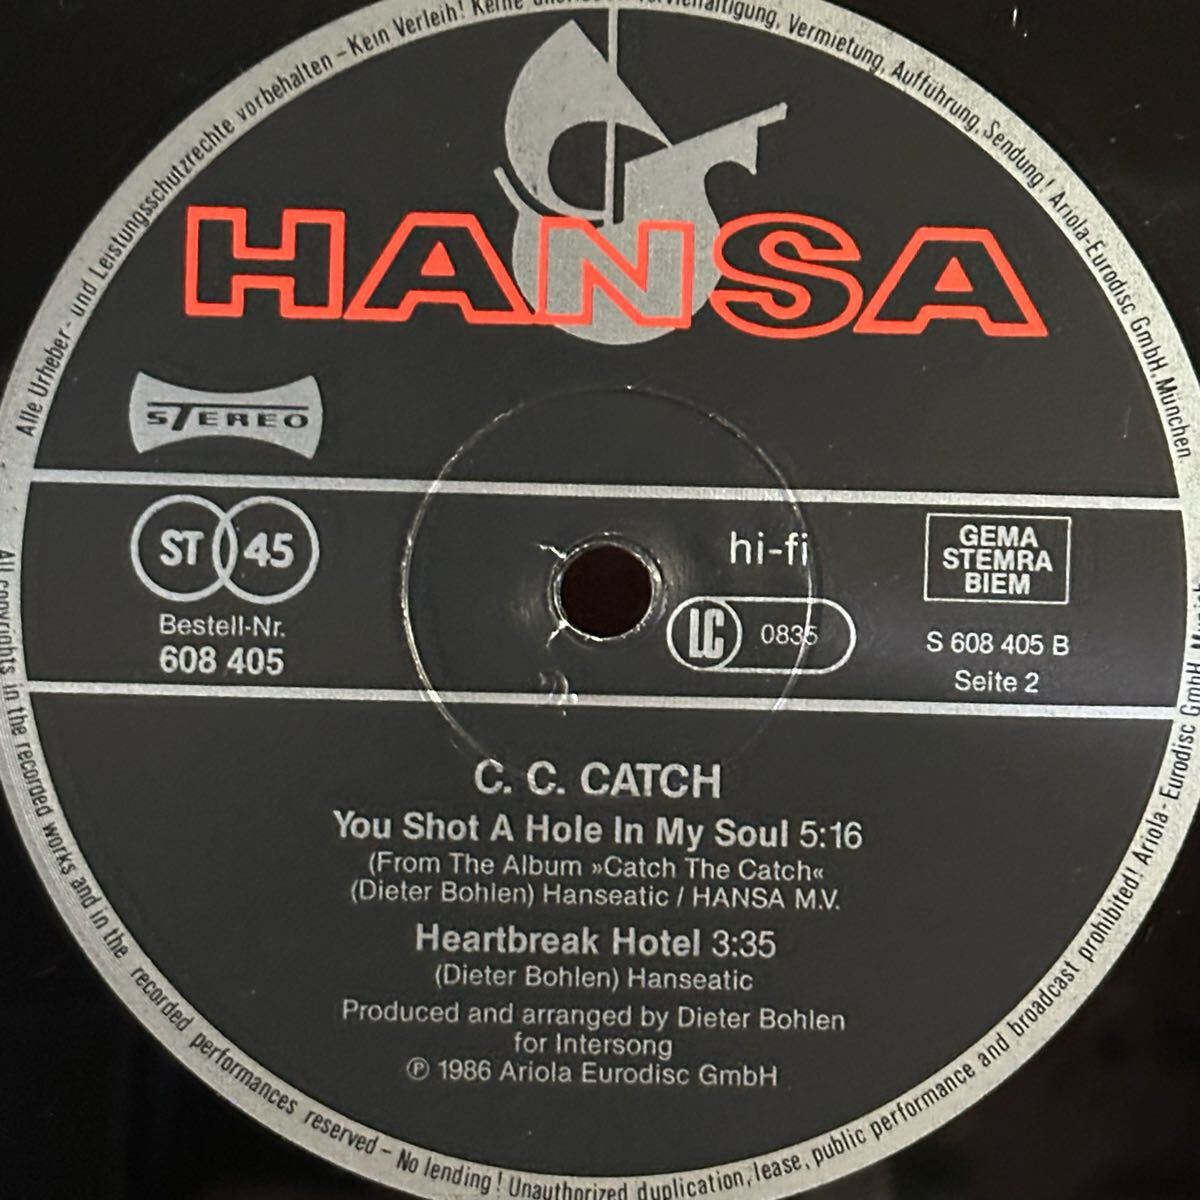 Alle Urheber- und Leistungsschutzrechte vorbehalten – Kein Verleih! Keine Vermietung, Aufführung, Sendung! Ariola-Eurodisc GmbH, München.
HANSA
STEREO
ST 45
Bestell-Nr.
608 405
hi-fi
LC 0835
GEMA
STEMRA
BIEM
S 608 405 B
Seite 2
C. C. CATCH
You Shot A Hole In My Soul 5:16
(From The Album »Catch The Catch«
(Dieter Bohlen) Hanseatic / HANSA M.V.
Heartbreak Hotel 3:35
(Dieter Bohlen) Hanseatic
Produced and arranged by Dieter Bohlen
for Intersong
℗ 1986 Ariola Eurodisc GmbH
All copyrights in the recorded works and in the recorded performances reserved – No lending! Unauthorized duplication, lease, public performance and broadcast prohibited! Ariola-Eurodisc GmbH,